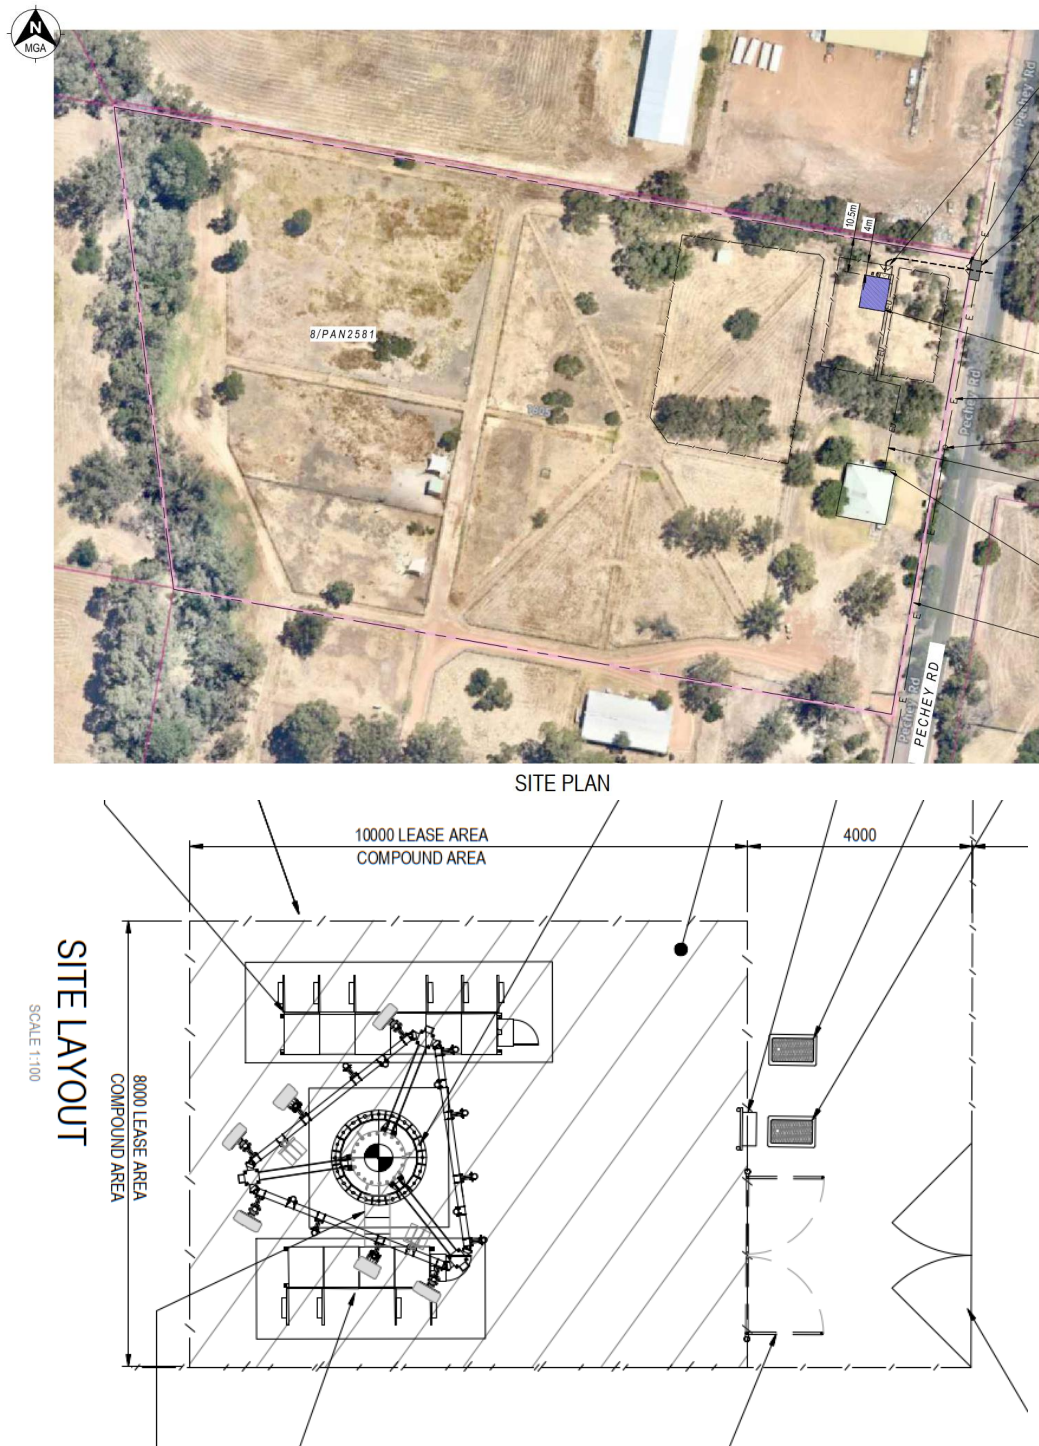 N
MGA
Pechey Rd
10.5m
4m
E
8/PAN2581
E
Pechey Rd
E
E
E
E
Pechey Rd
PECHEY RD
SITE PLAN
10000 LEASE AREA
COMPOUND AREA
4000
8000 LEASE AREA
COMPOUND AREA
SITE LAYOUT
SCALE 1:100